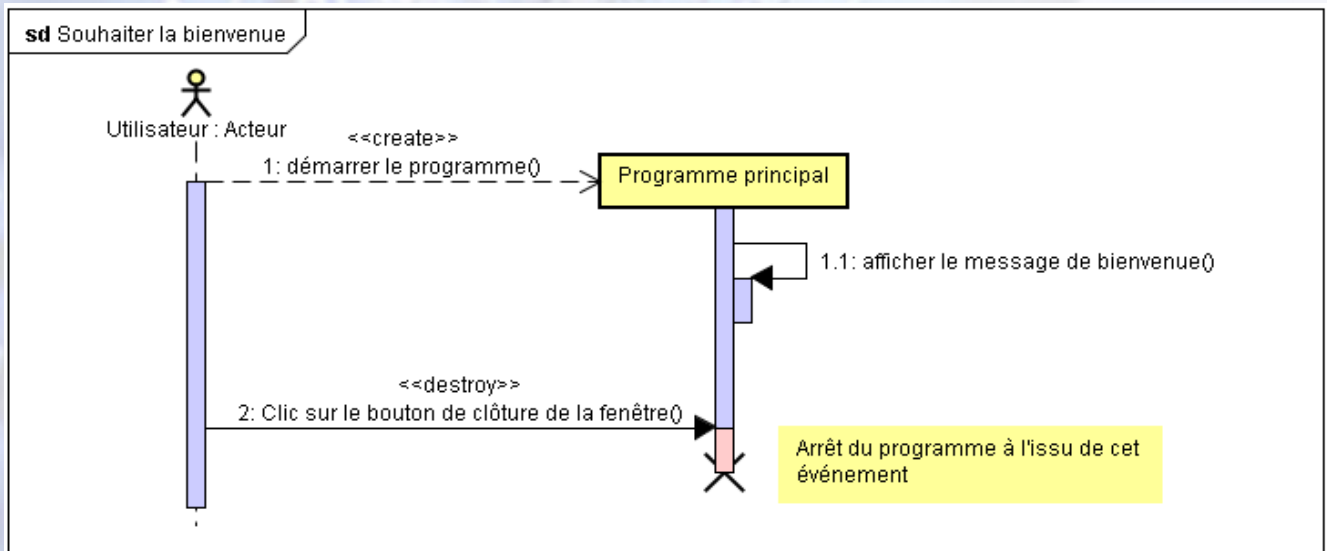 sd Souhaiter la bienvenue
Utilisateur : Acteur
<<create>>
1: démarrer le programme()
Programme principal
1.1: afficher le message de bienvenue()
<<destroy>>
2: Clic sur le bouton de clôture de la fenêtre()
Arrêt du programme à l'issu de cet
événement